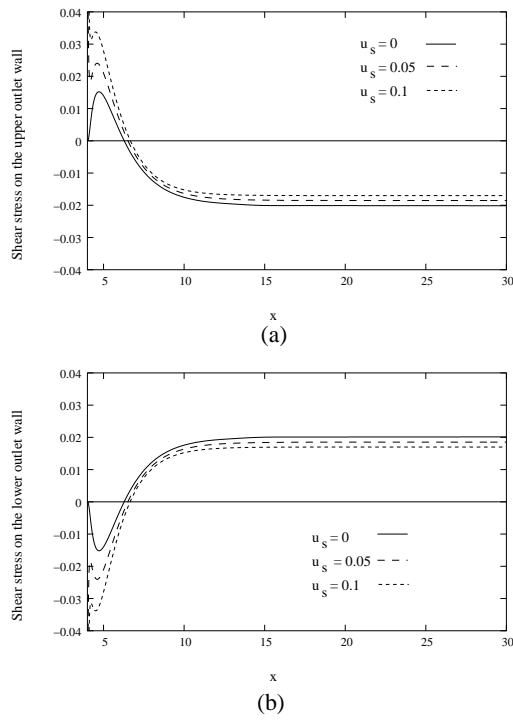 0.04
0.03
0.02
0.01
0
−0.01
−0.02
−0.03
−0.04
Shear stress on the upper outlet wall
u s = 0
u s = 0.05
u s = 0.1
5 10 15 20 25 30
x
(a)
0.04
0.03
0.02
0.01
0
−0.01
−0.02
−0.03
−0.04
Shear stress on the lower outlet wall
u s = 0
u s = 0.05
u s = 0.1
5 10 15 20 25 30
x
(b)